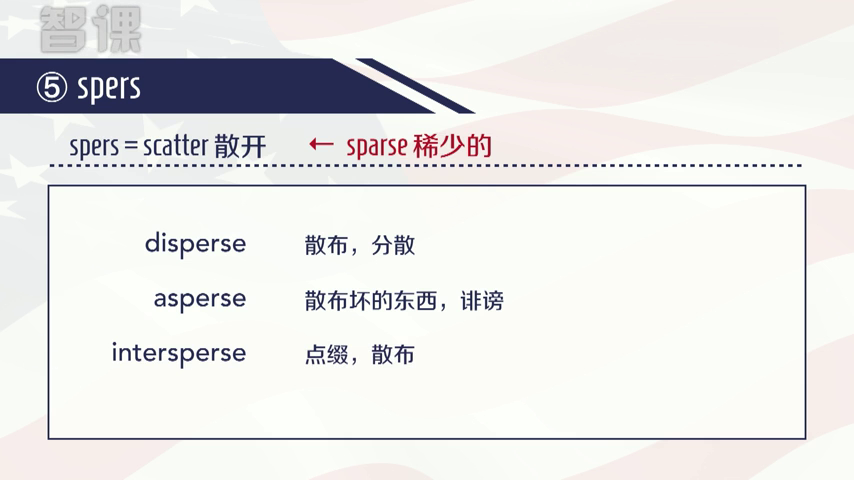 智课
⑤ spers
spers = scatter 散开 ← sparse 稀少的
disperse 散布，分散
asperse 散布坏的东西，诽谤
intersperse 点缀，散布